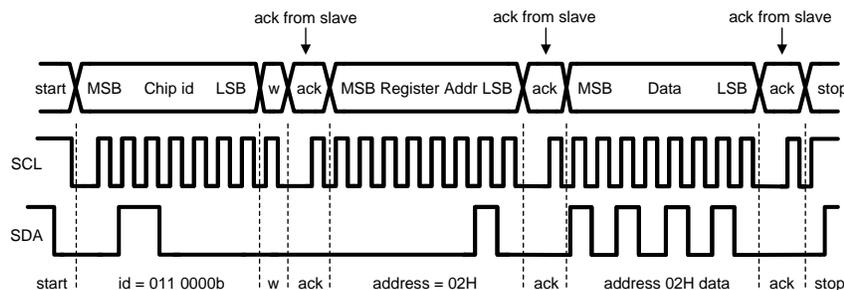 ack from slave ack from slave ack from slave
start MSB Chip id LSB w ack MSB Register Addr LSB ack MSB Data LSB ack stop
SCL
SDA
start id = 011 0000b w ack address = 02H ack address 02H data ack stop